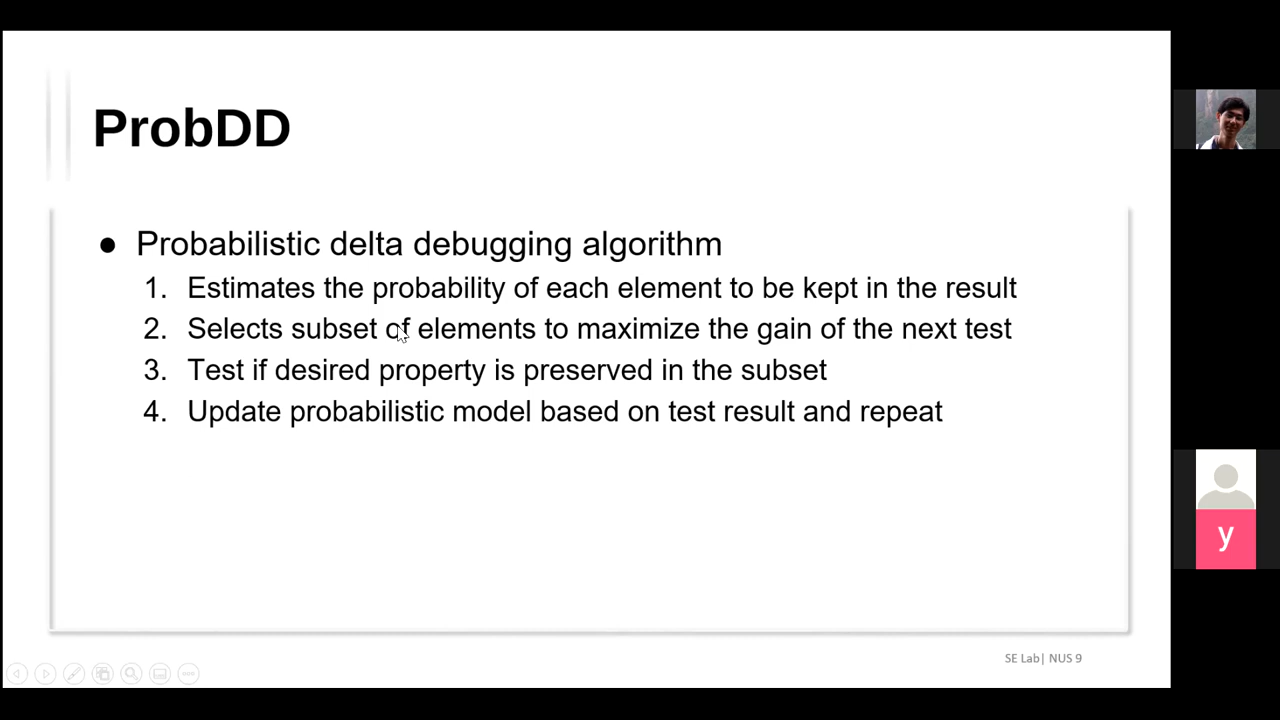 ProbDD
● Probabilistic delta debugging algorithm
1. Estimates the probability of each element to be kept in the result
2. Selects subset of elements to maximize the gain of the next test
3. Test if desired property is preserved in the subset
4. Update probabilistic model based on test result and repeat
SE Lab| NUS 9
y